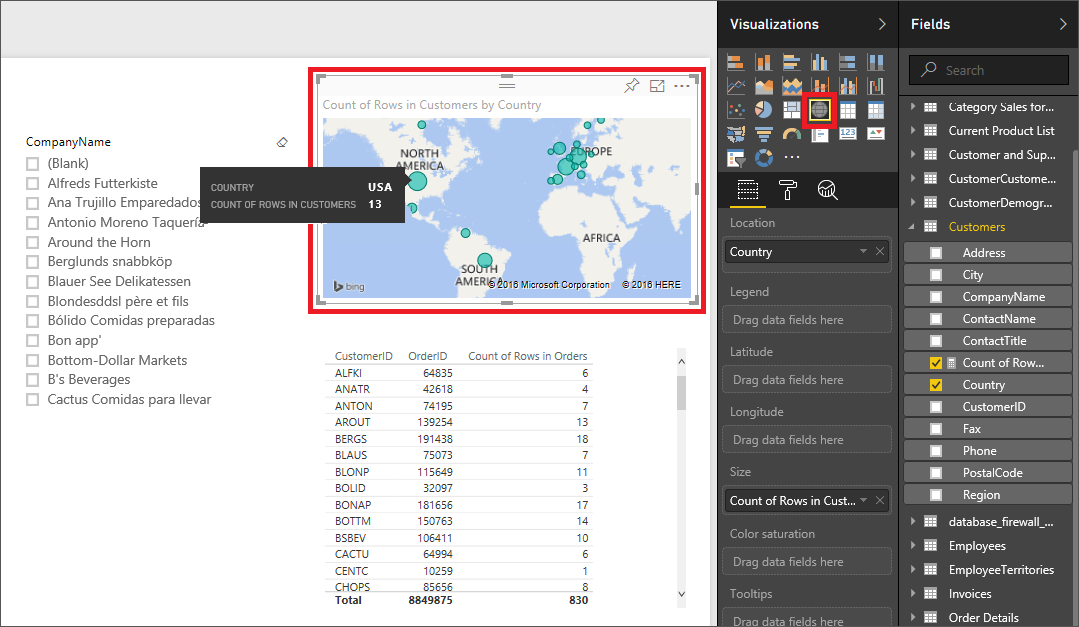 Visualizations
Fields
Search
CompanyName
(Blank)
Alfreds Futterkiste
Ana Trujillo Emparedados
Antonio Moreno Taquería
Around the Horn
Berglunds snabbköp
Blauer See Delikatessen
Blondesddsl père et fils
Bólido Comidas preparadas
Bon app'
Bottom-Dollar Markets
B's Beverages
Cactus Comidas para llevar
Count of Rows in Customers by Country
NORTH
AMERICA
EUROPE
AFRICA
SOUTH
AMERICA
bing
© 2016 Microsoft Corporation © 2016 HERE
COUNTRY USA
COUNT OF ROWS IN CUSTOMERS 13
CustomerID OrderID Count of Rows in Orders
ALFKI 64835 6
ANATR 42618 4
ANTON 74195 7
AROUT 139254 13
BERGS 191438 18
BLAUS 75073 7
BLONP 115649 11
BOLID 32097 3
BONAP 181656 17
BOTTM 150763 14
BSBEV 106411 10
CACTU 64994 6
CENTC 10259 1
CHOPS 85656 8
Total 8849875 830
123
Location
Country
Legend
Drag data fields here
Latitude
Drag data fields here
Longitude
Drag data fields here
Size
Count of Rows in Cust...
Color saturation
Drag data fields here
Tooltips
Drag data fields here
Category Sales for...
Current Product List
Customer and Sup...
CustomerCustome...
CustomerDemogr...
Customers
Address
City
CompanyName
ContactName
ContactTitle
Count of Row...
Country
CustomerID
Fax
Phone
PostalCode
Region
database_firewall_...
Employees
EmployeeTerritories
Invoices
Order Details